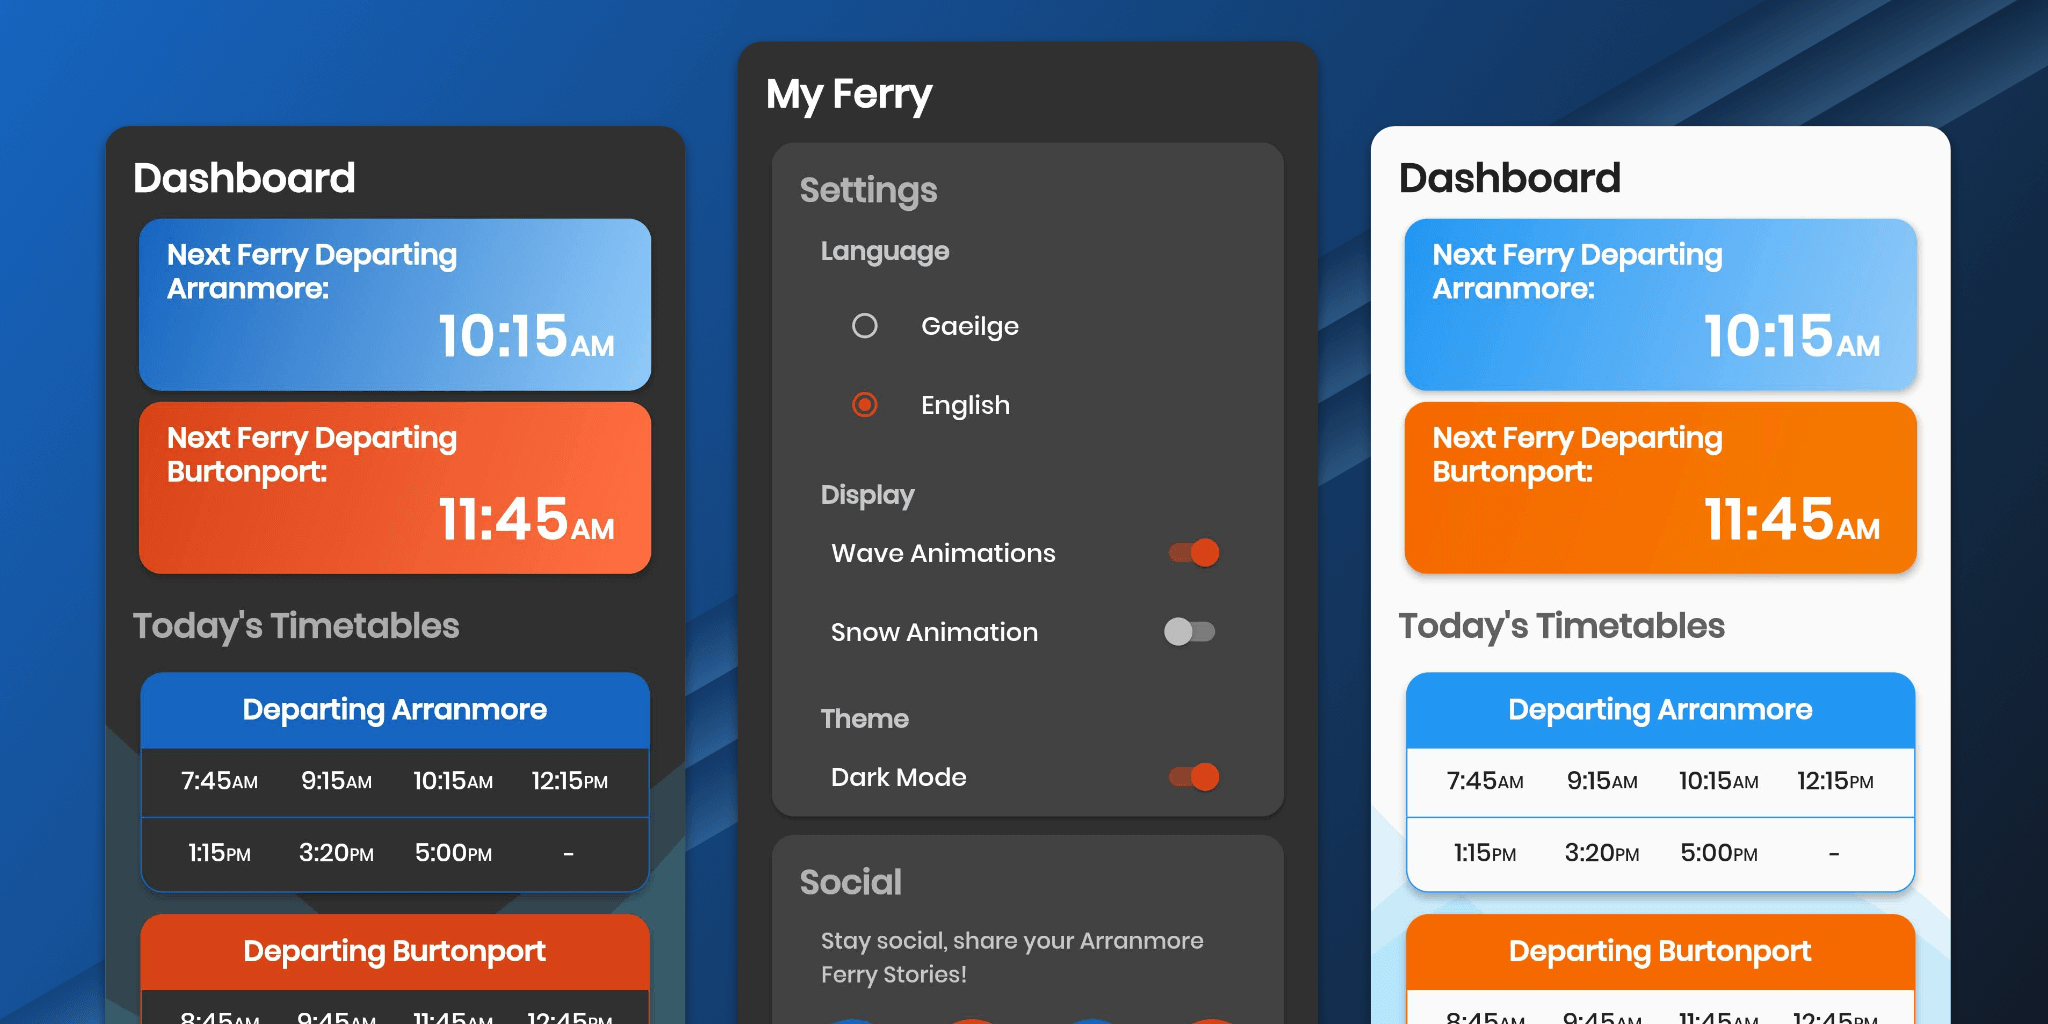 Dashboard
Next Ferry Departing
Arranmore:
10:15AM
Next Ferry Departing
Burtonport:
11:45AM
Today's Timetables
Departing Arranmore
7:45AM 9:15AM 10:15AM 12:15PM
1:15PM 3:20PM 5:00PM -
Departing Burtonport
8:45AM 9:45AM 11:45AM 12:45PM
My Ferry
Settings
Language
Gaeilge
English
Display
Wave Animations
Snow Animation
Theme
Dark Mode
Social
Stay social, share your Arranmore
Ferry Stories!
Dashboard
Next Ferry Departing
Arranmore:
10:15AM
Next Ferry Departing
Burtonport:
11:45AM
Today's Timetables
Departing Arranmore
7:45AM 9:15AM 10:15AM 12:15PM
1:15PM 3:20PM 5:00PM -
Departing Burtonport
8:45AM 9:45AM 11:45AM 12:45PM